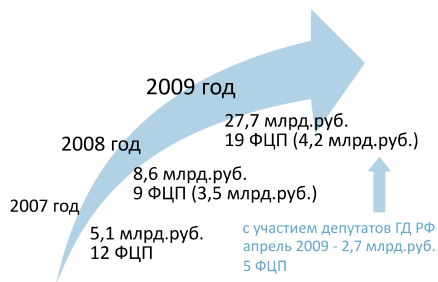 2009 год
27,7 млрд.руб.
19 ФЦП (4,2 млрд.руб.)
2008 год
8,6 млрд.руб.
9 ФЦП (3,5 млрд.руб.)
2007 год
5,1 млрд.руб.
12 ФЦП
с участием депутатов ГД РФ
апрель 2009 - 2,7 млрд.руб.
5 ФЦП